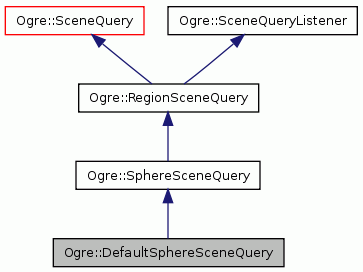 Ogre::SceneQuery
Ogre::SceneQueryListener
Ogre::RegionSceneQuery
Ogre::SphereSceneQuery
Ogre::DefaultSphereSceneQuery